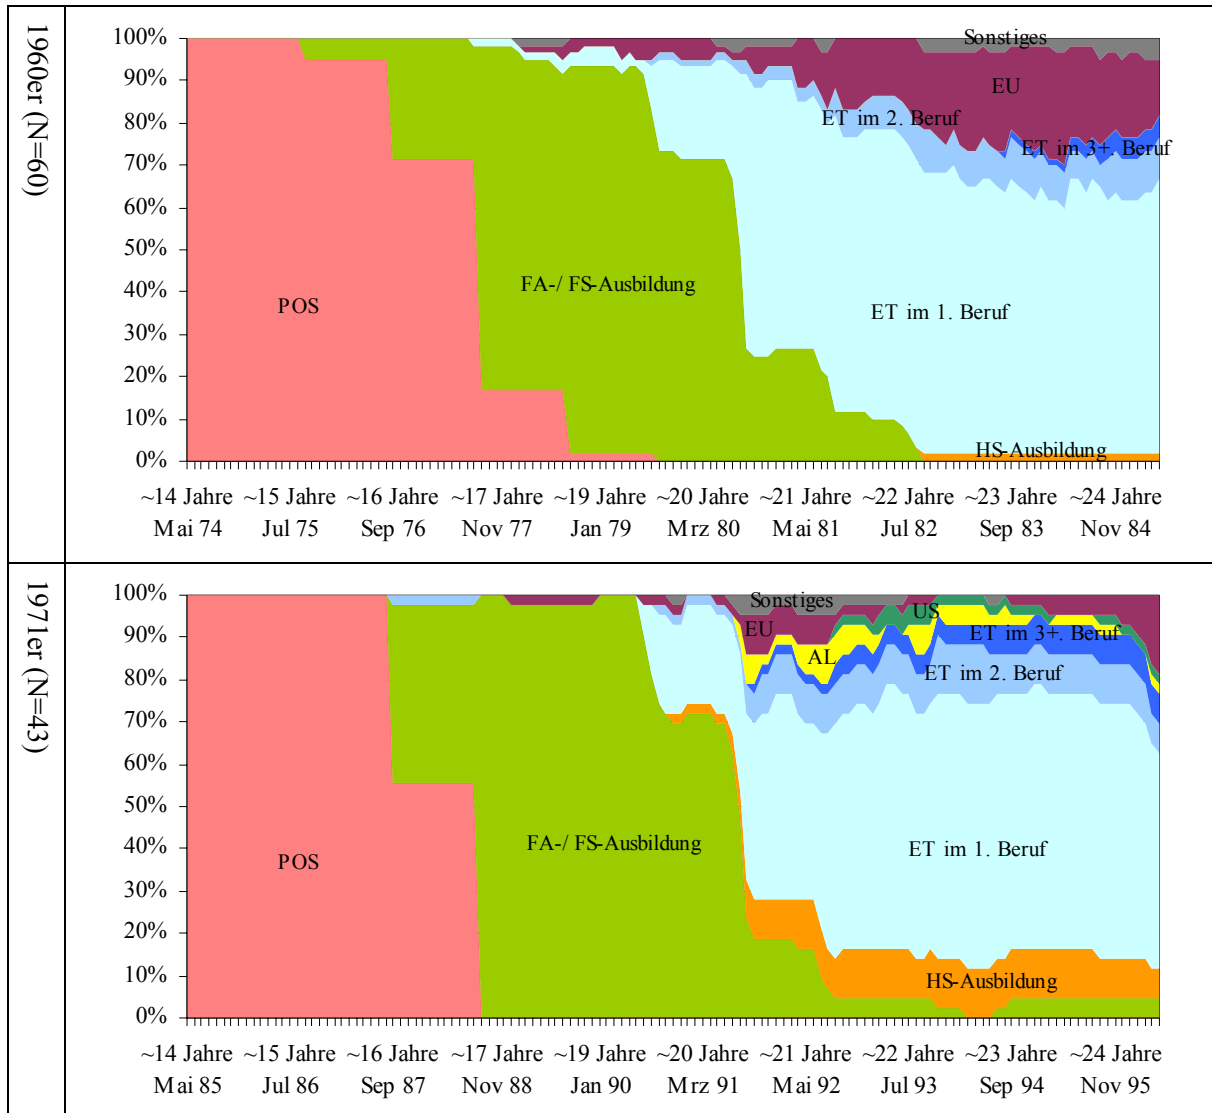 1960er (N=60)
100%
90%
80%
70%
60%
50%
40%
30%
20%
10%
0%
Sonstiges
EU
ET im 2. Beruf
ET im 3+. Beruf
FA-/ FS-Ausbildung
POS
ET im 1. Beruf
HS-Ausbildung
~14 Jahre ~15 Jahre ~16 Jahre ~17 Jahre ~19 Jahre ~20 Jahre ~21 Jahre ~22 Jahre ~23 Jahre ~24 Jahre
Mai 74 Jul 75 Sep 76 Nov 77 Jan 79 Mrz 80 Mai 81 Jul 82 Sep 83 Nov 84
1971er (N=43)
100%
90%
80%
70%
60%
50%
40%
30%
20%
10%
0%
Sonstiges
US
EU
ET im 3+. Beruf
AL
ET im 2. Beruf
FA-/ FS-Ausbildung
ET im 1. Beruf
POS
HS-Ausbildung
~14 Jahre ~15 Jahre ~16 Jahre ~17 Jahre ~19 Jahre ~20 Jahre ~21 Jahre ~22 Jahre ~23 Jahre ~24 Jahre
Mai 85 Jul 86 Sep 87 Nov 88 Jan 90 Mrz 91 Mai 92 Jul 93 Sep 94 Nov 95